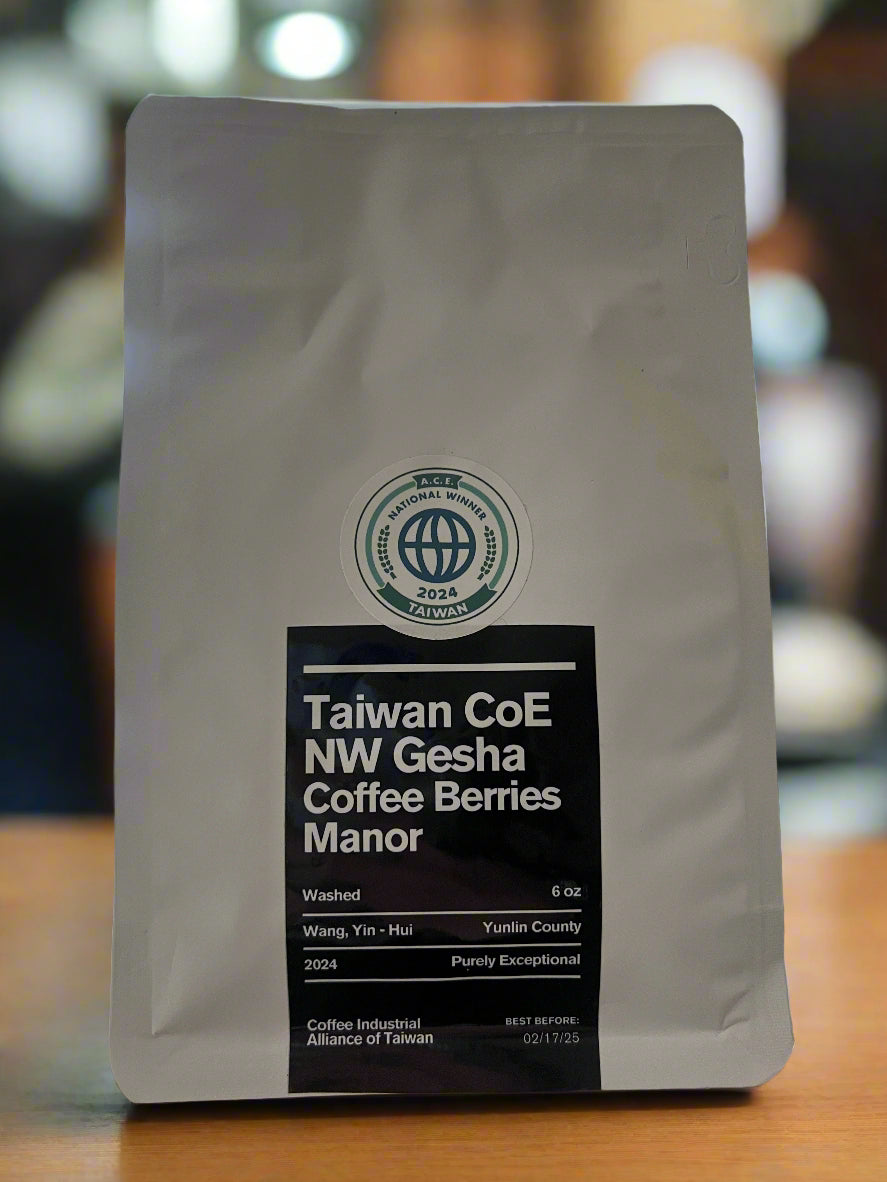 A.C.E.
NATIONAL WINNER
2024
TAIWAN
Taiwan CoE
NW Gesha
Coffee Berries
Manor
Washed 6 oz
Wang, Yin - Hui Yunlin County
2024 Purely Exceptional
Coffee Industrial
Alliance of Taiwan
BEST BEFORE:
02/17/25